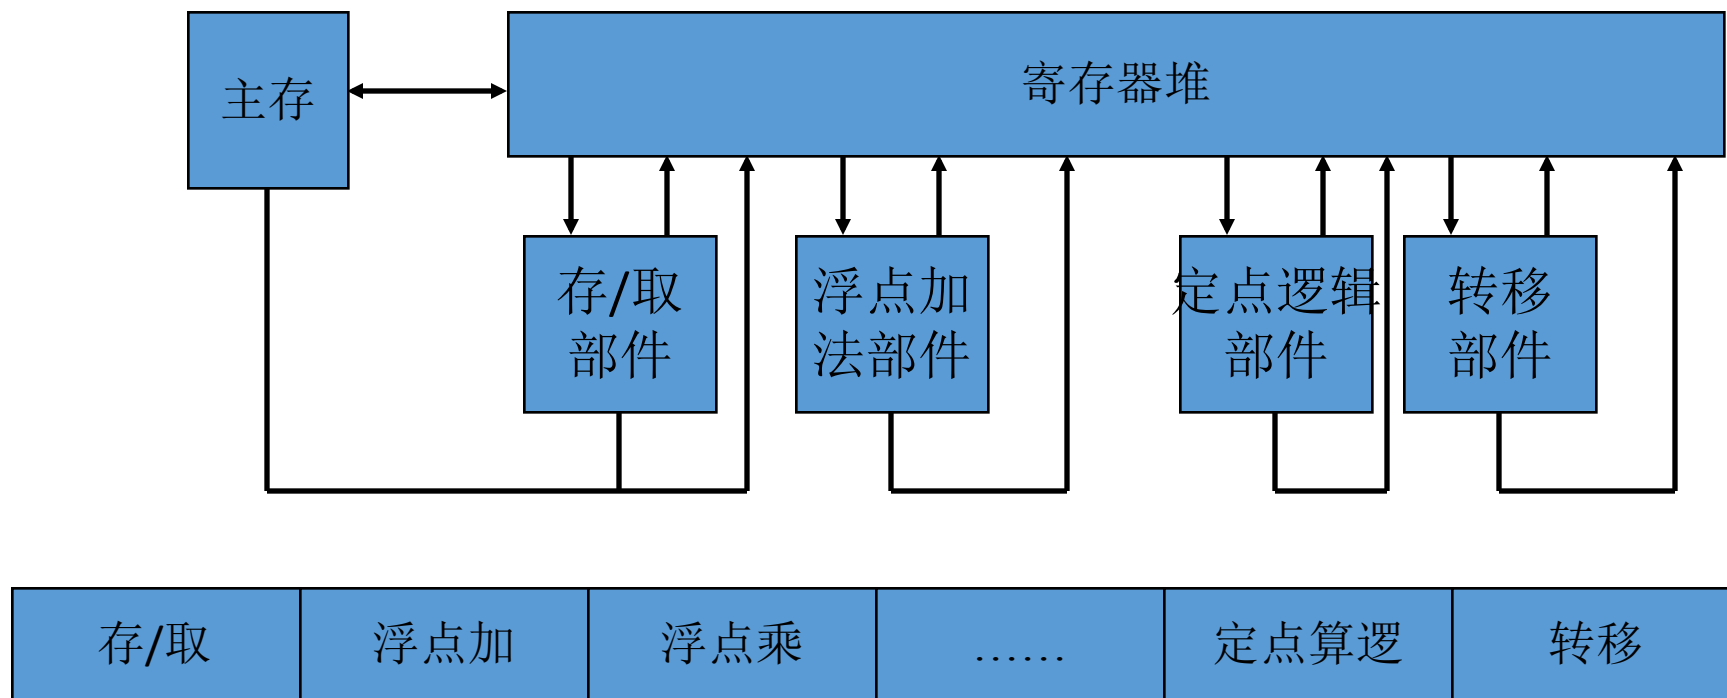 主存
寄存器堆
存/取
部件
浮点加
法部件
定点逻辑
部件
转移
部件
存/取
浮点加
浮点乘
……
定点算逻
转移